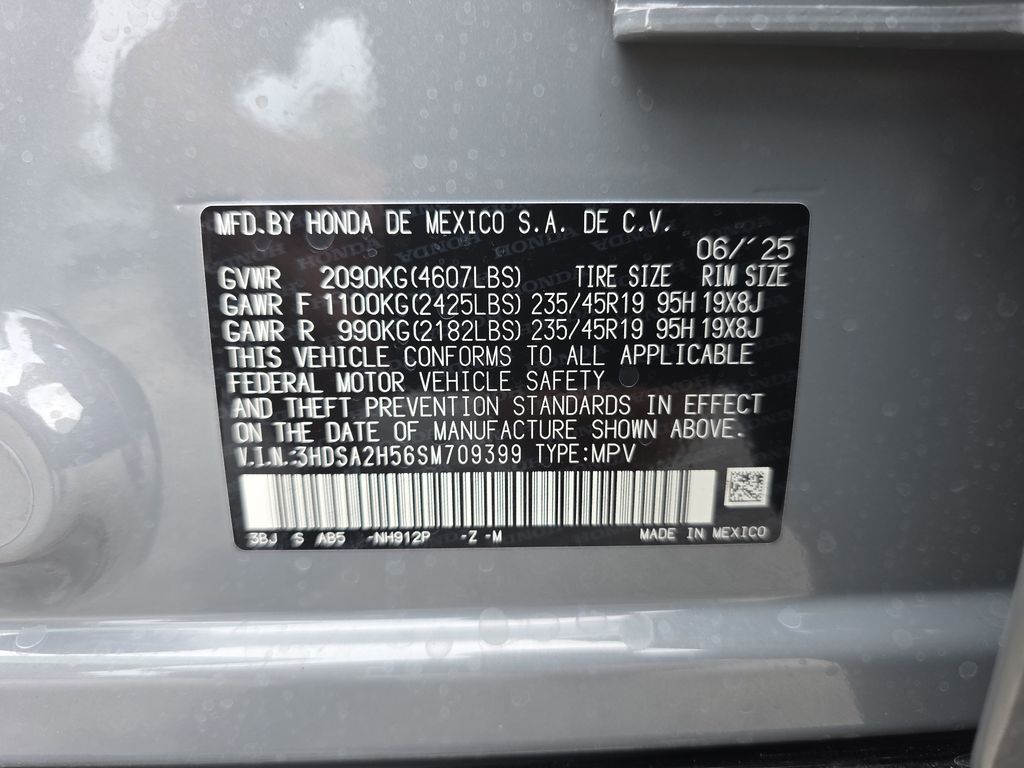 MFD.BY HONDA DE MEXICO S.A. DE C.V.
06/´25
GVWR 2090KG(4607LBS) TIRE SIZE RIM SIZE
GAWR F 1100KG(2425LBS) 235/45R19 95H 19X8J
GAWR R 990KG(2182LBS) 235/45R19 95H 19X8J
THIS VEHICLE CONFORMS TO ALL APPLICABLE
FEDERAL MOTOR VEHICLE SAFETY
AND THEFT PREVENTION STANDARDS IN EFFECT
ON THE DATE OF MANUFACTURE SHOWN ABOVE.
V.I.N.:3HDSA2H56SM709399 TYPE:MPV
3BJ S AB5 -NH912P -Z -M MADE IN MEXICO